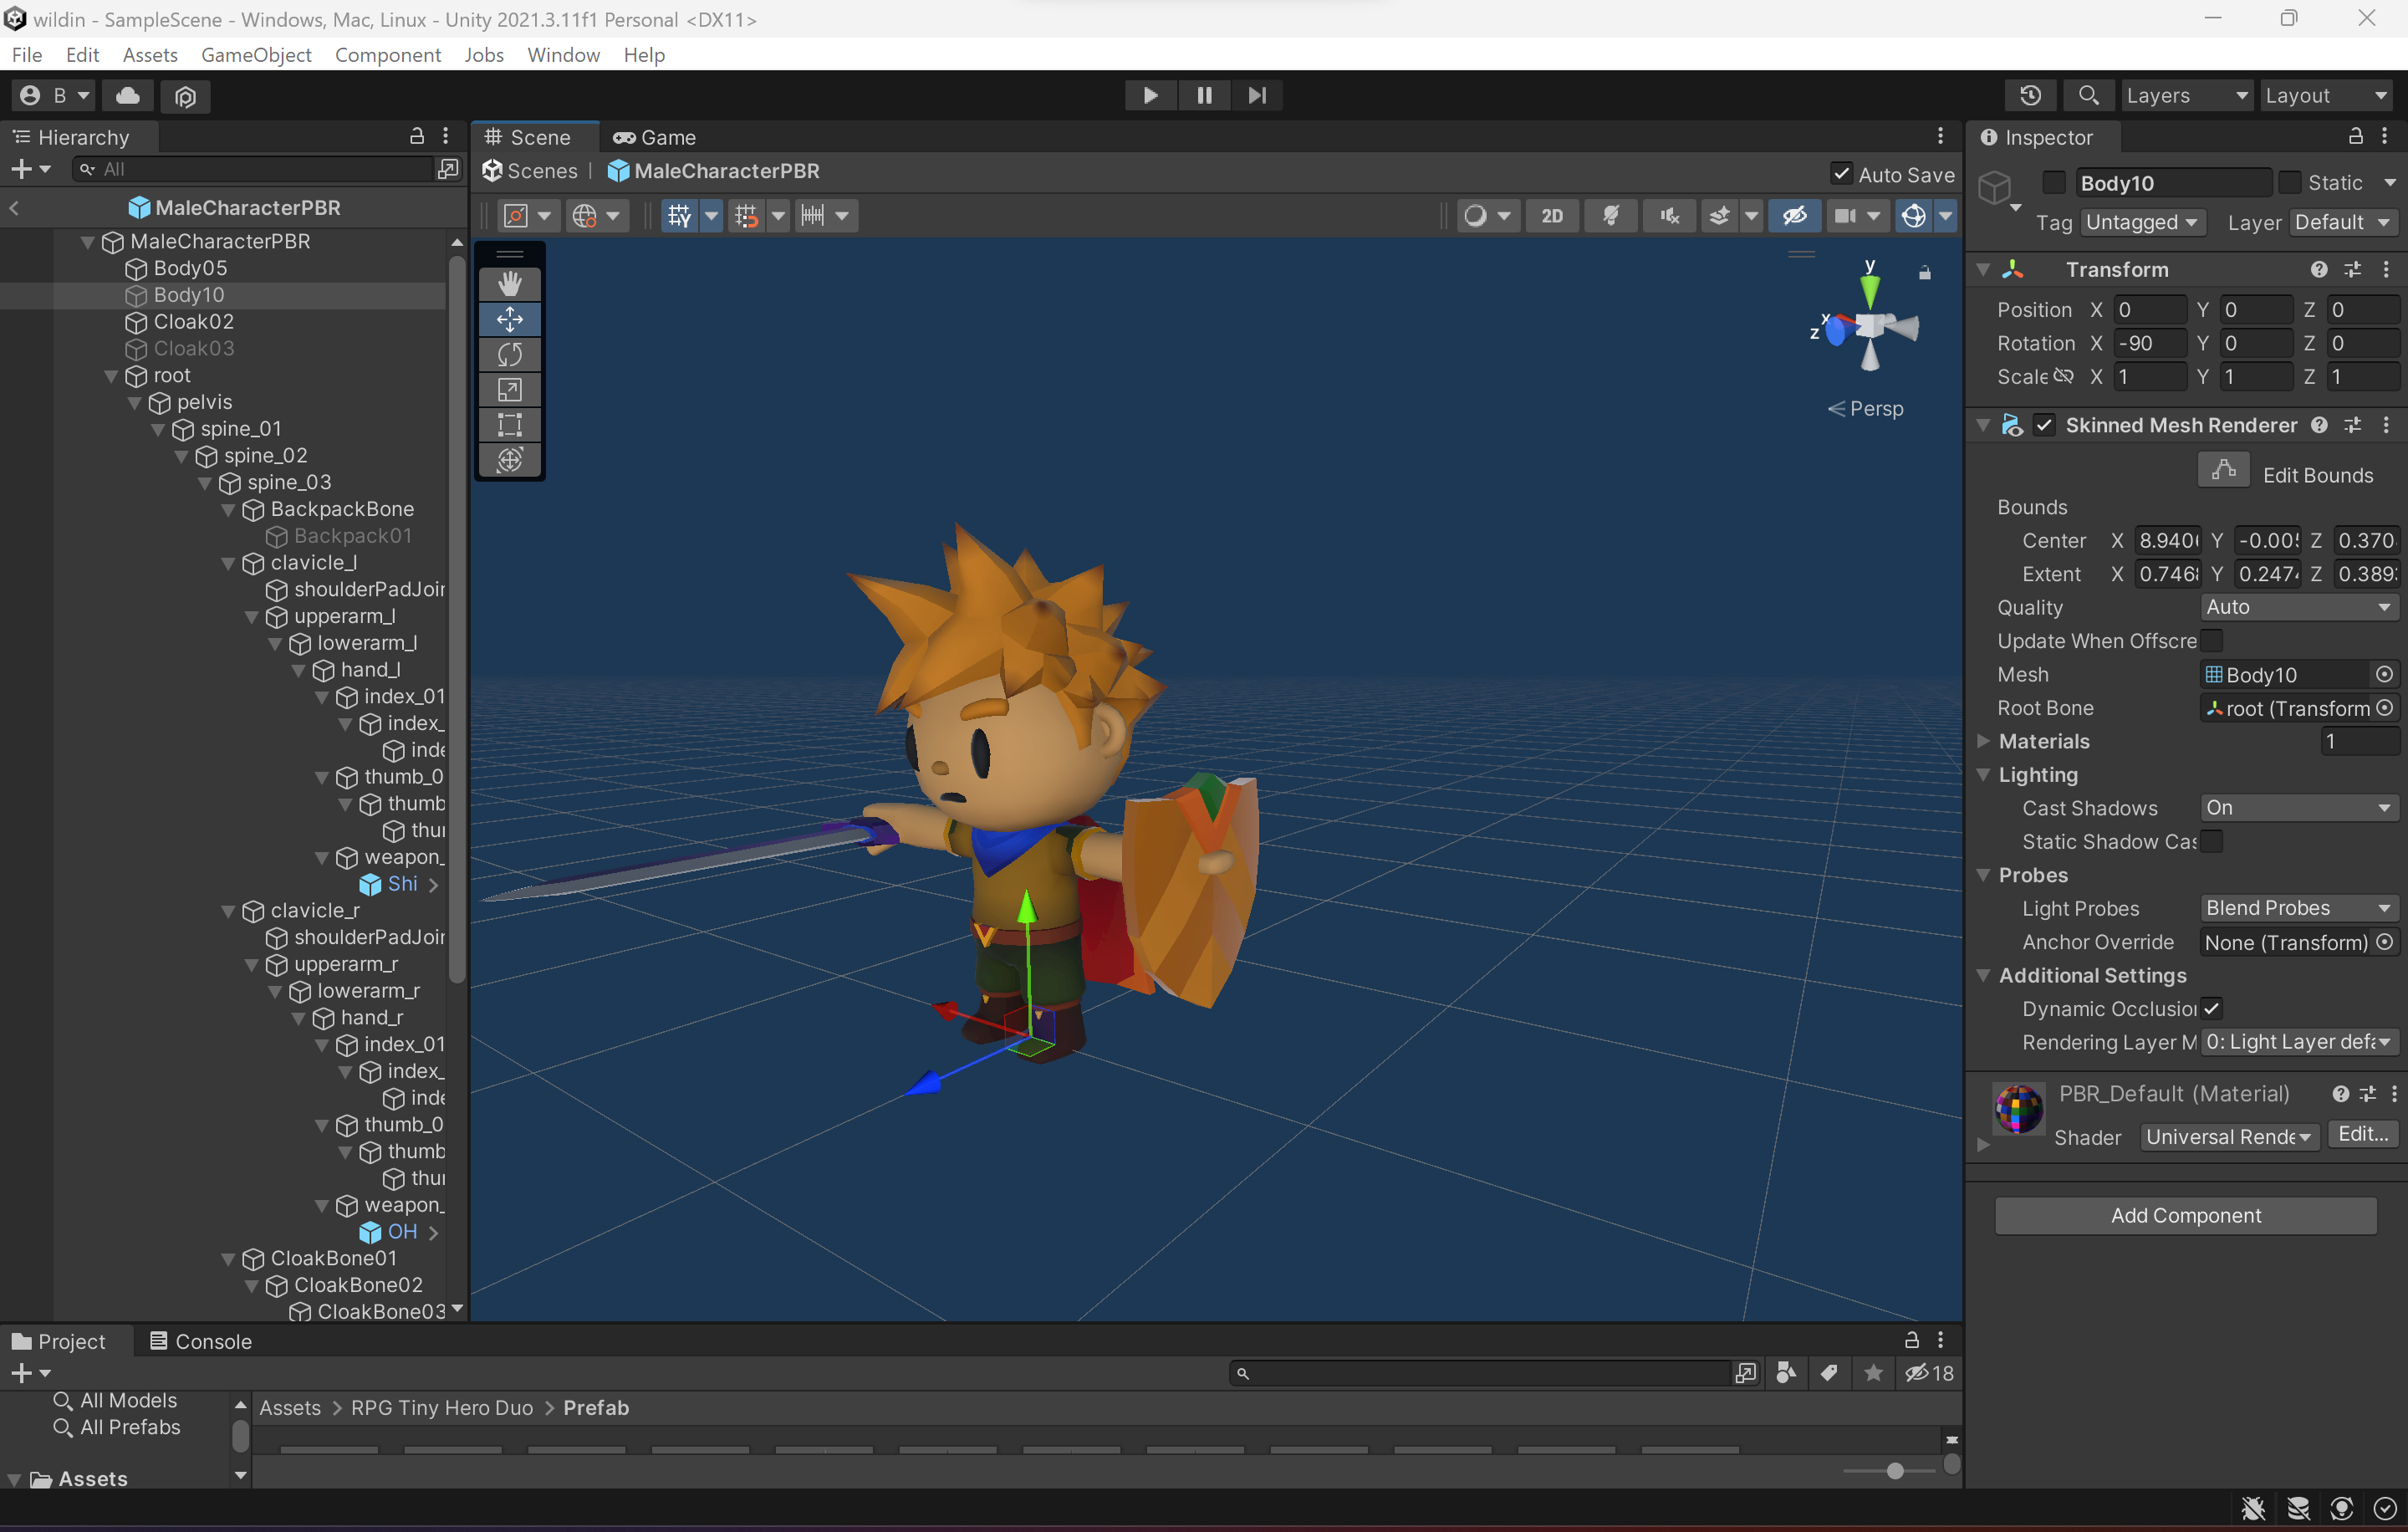 wildin - SampleScene - Windows, Mac, Linux - Unity 2021.3.11f1 Personal <DX11>
File Edit Assets GameObject Component Jobs Window Help
B
Layers Layout
Hierarchy
All
MaleCharacterPBR
MaleCharacterPBR
Body05
Body10
Cloak02
Cloak03
root
pelvis
spine_01
spine_02
spine_03
BackpackBone
Backpack01
clavicle_l
shoulderPadJoin
upperarm_l
lowerarm_l
hand_l
index_01
index_
inde
thumb_0
thumb
thu
weapon_
Shi
clavicle_r
shoulderPadJoin
upperarm_r
lowerarm_r
hand_r
index_01
index_
inde
thumb_0
thumb
thu
weapon_
OH
CloakBone01
CloakBone02
CloakBone03
Scene Game
Scenes | MaleCharacterPBR
Auto Save
2D
y
x
z
Persp
Inspector
Body10 Static
Tag Untagged Layer Default
Transform
Position X 0 Y 0 Z 0
Rotation X -90 Y 0 Z 0
Scale X 1 Y 1 Z 1
Skinned Mesh Renderer
Edit Bounds
Bounds
Center X 8.940 Y -0.00 Z 0.370
Extent X 0.746 Y 0.247 Z 0.389
Quality Auto
Update When Offscre
Mesh Body10
Root Bone root (Transform
Materials 1
Lighting
Cast Shadows On
Static Shadow Cas
Probes
Light Probes Blend Probes
Anchor Override None (Transform)
Additional Settings
Dynamic Occlusion
Rendering Layer M 0: Light Layer defa
PBR_Default (Material)
Shader Universal Rende Edit...
Add Component
Project Console
18
All Models
All Prefabs
Assets
Assets > RPG Tiny Hero Duo > Prefab